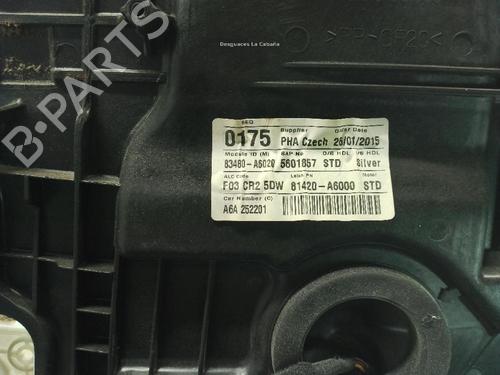 Desguaces La Cabaña
B-PARTS
SEQ Supplier Order Date
0175 PHA Czech 26/01/2015
Module ID (M) SAP No O/S HDL I/S HDL
83480-A6020 5601857 STD Silver
ALC Code Latch PN Motor
F03 CR2 5DW 81420-A6000 STD
Car Number (C)
A6A 252201